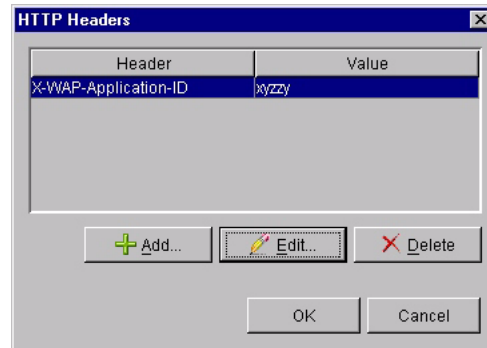 HTTP Headers
Header Value
X-WAP-Application-ID xyzzy
Add... Edit... Delete
OK Cancel